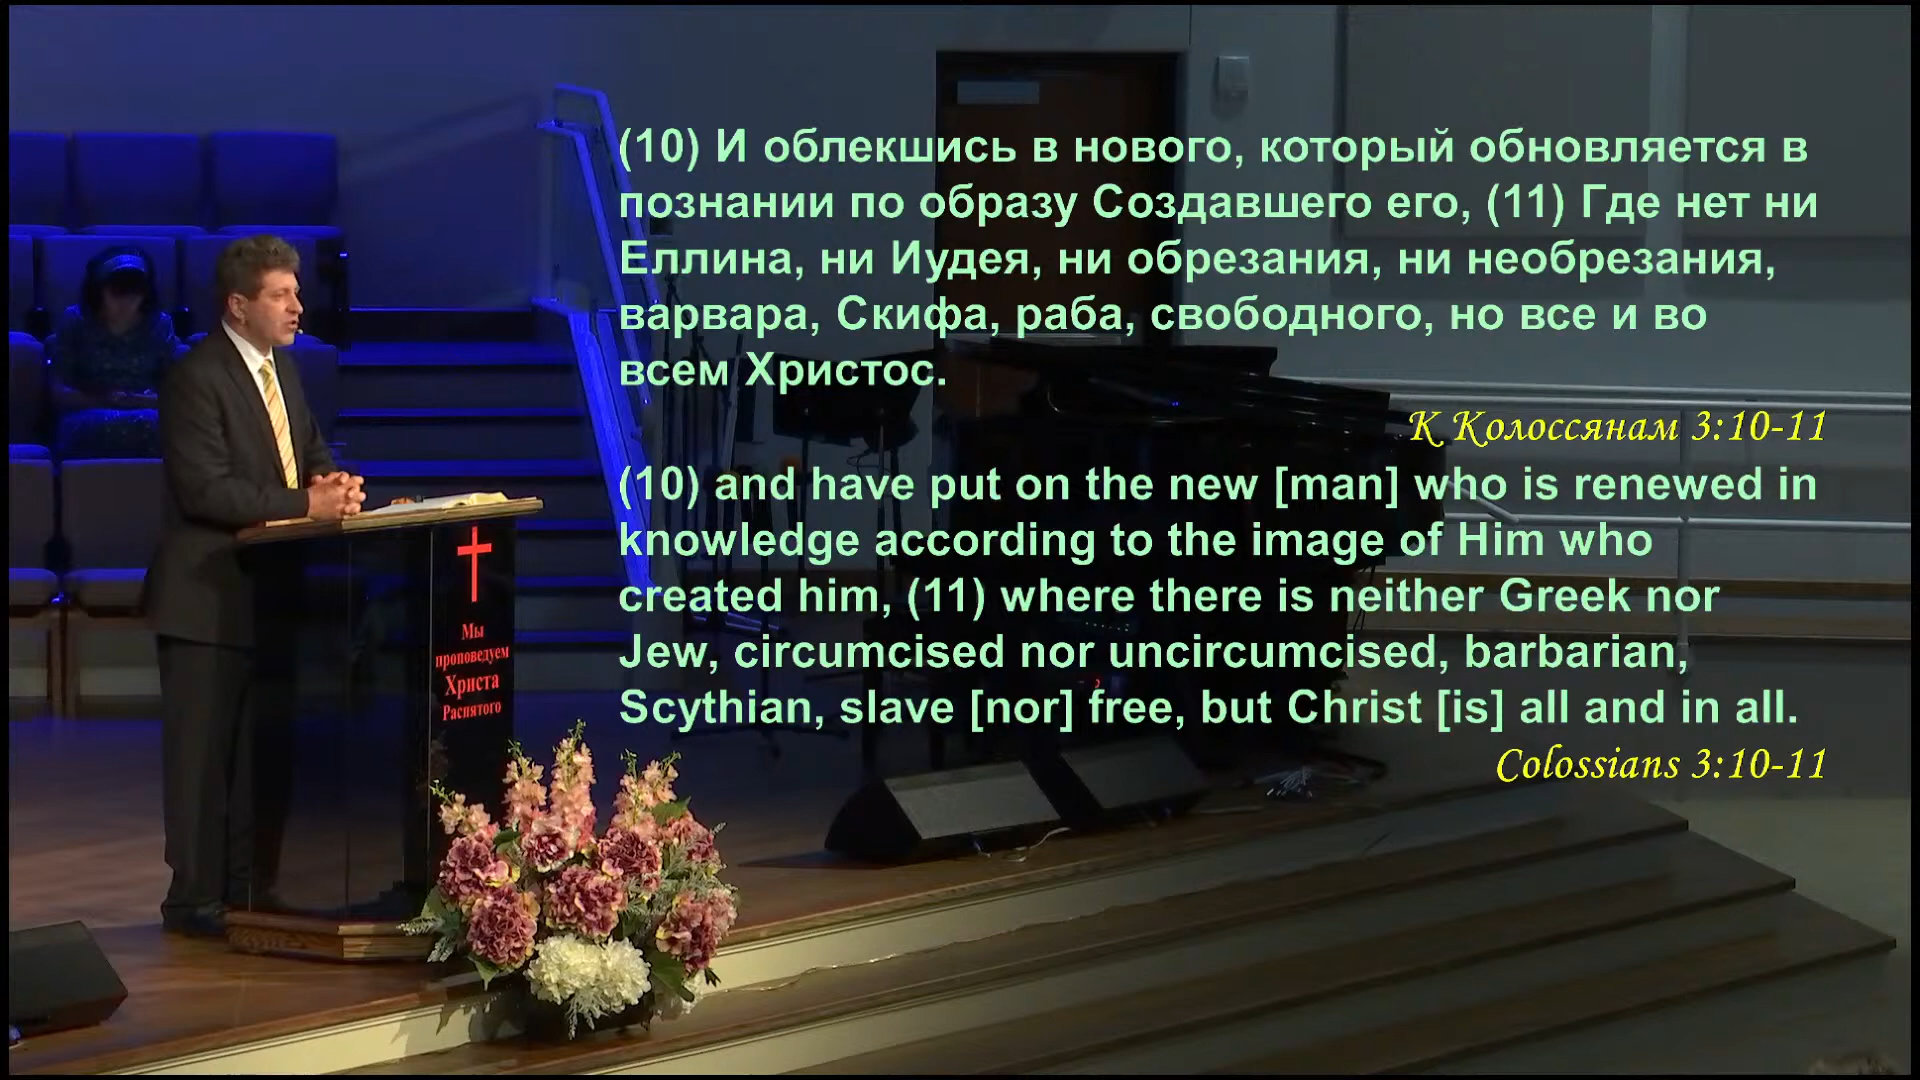 (10) И облекшись в нового, который обновляется в
познании по образу Создавшего его, (11) Где нет ни
Еллина, ни Иудея, ни обрезания, ни необрезания,
варвара, Скифа, раба, свободного, но все и во
всем Христос.
К Колоссянам 3:10-11
(10) and have put on the new [man] who is renewed in
knowledge according to the image of Him who
created him, (11) where there is neither Greek nor
Jew, circumcised nor uncircumcised, barbarian,
Scythian, slave [nor] free, but Christ [is] all and in all.
Colossians 3:10-11
Мы
проповедуем
Христа
Распятого